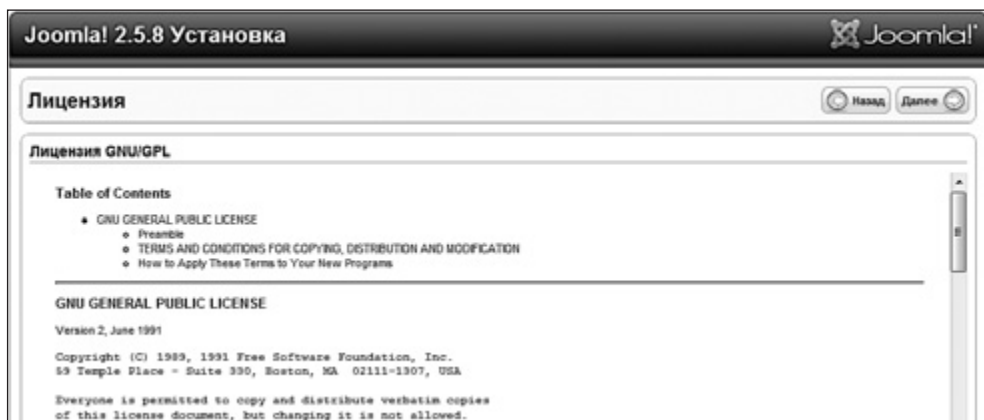 Joomla! 2.5.8 Установка
Joomla!
Лицензия
Назад
Далее
Лицензия GNU/GPL
Table of Contents
GNU GENERAL PUBLIC LICENSE
Preamble
TERMS AND CONDITIONS FOR COPYING, DISTRIBUTION AND MODIFICATION
How to Apply These Terms to Your New Programs
GNU GENERAL PUBLIC LICENSE
Version 2, June 1991
Copyright (C) 1989, 1991 Free Software Foundation, Inc.
59 Temple Place - Suite 330, Boston, MA 02111-1307, USA
Everyone is permitted to copy and distribute verbatim copies
of this license document, but changing it is not allowed.